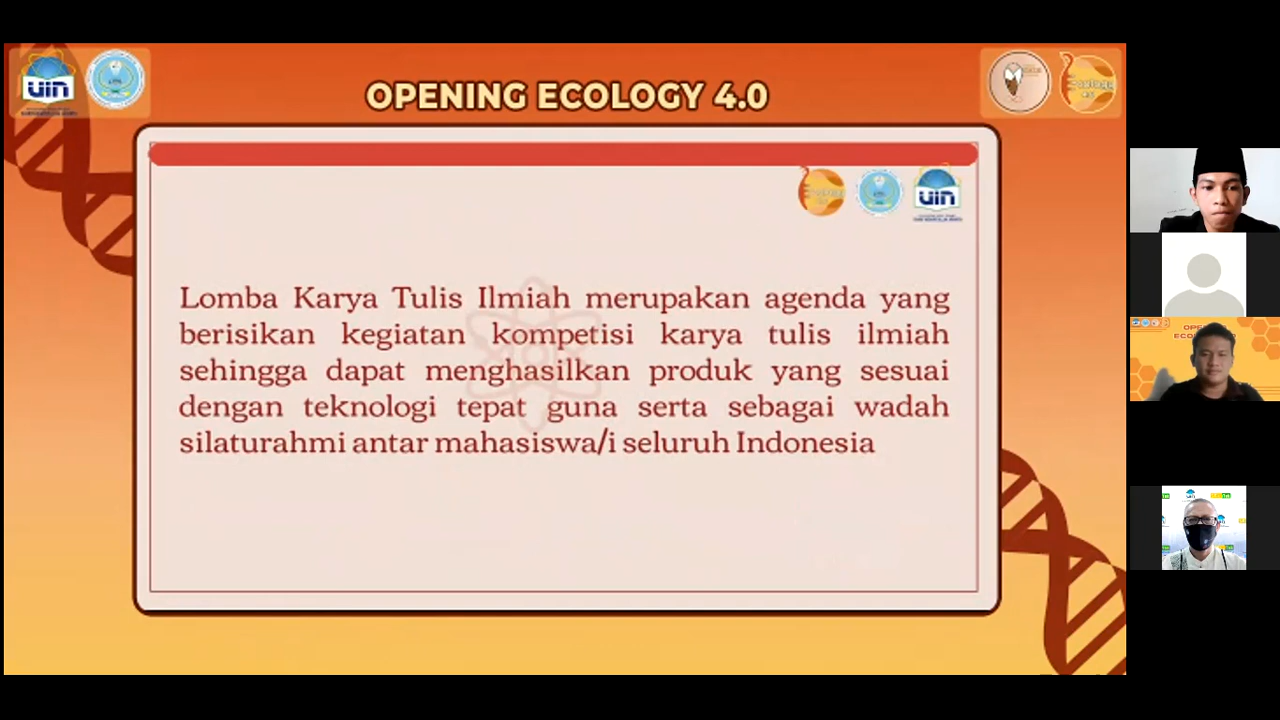 uin
OPENING ECOLOGY 4.0
uin
Lomba Karya Tulis Ilmiah merupakan agenda yang
berisikan kegiatan kompetisi karya tulis ilmiah
sehingga dapat menghasilkan produk yang sesuai
dengan teknologi tepat guna serta sebagai wadah
silaturahmi antar mahasiswa/i seluruh Indonesia